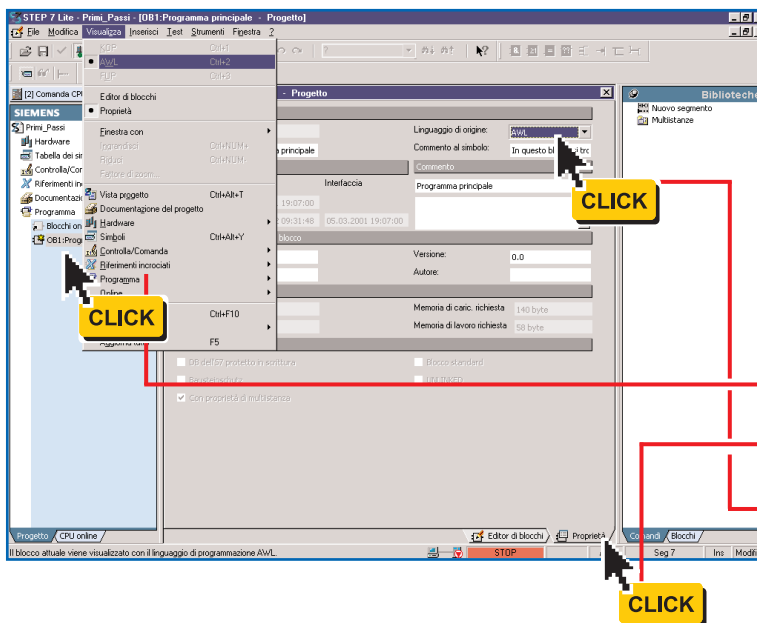 STEP 7 Lite - Primi_Passi - [OB1:Programma principale - Progetto]
File Modifica Visualizza Inserisci Test Strumenti Finestra ?
KOP Ctrl+1
AWL Ctrl+2
FUP Ctrl+3
Editor di blocchi
Proprietà
Finestra con
Ingrandisci Ctrl+NUM+
Riduci Ctrl+NUM-
Fattore di zoom...
Vista progetto Ctrl+Alt+T
Documentazione del progetto
Hardware
Simboli Ctrl+Alt+Y
Controlla/Comanda
Riferimenti incrociati
Programma
Online
Ctrl+F10
F5
[2] Comanda CP
SIEMENS
Primi_Passi
Hardware
Tabella dei si
Controlla/Co
Riferimenti in
Documentazi
Programma
Blocchi on
OB1:Prog
- Progetto
Linguaggio di origine: AWL
principale
Commento al simbolo: In questo bl
Commento
Interfaccia
Programma principale
19:07:00
09:31:48 05.03.2001 19:07:00
blocco
Versione: 0.0
Autore:
Memoria di caric. richiesta 140 byte
Memoria di lavoro richiesta 58 byte
DB dell'S7 protetto in scrittura
Blocco standard
Bausteinschutz
UNLINKED
Con proprietà di multistanza
Biblioteche
Nuovo segmento
Multistanze
CLICK
CLICK
Progetto CPU online
Editor di blocchi Proprietà
Comandi Blocchi
Il blocco attuale viene visualizzato con il linguaggio di programmazione AWL.
STOP
Seg 7 Ins Modifi
CLICK